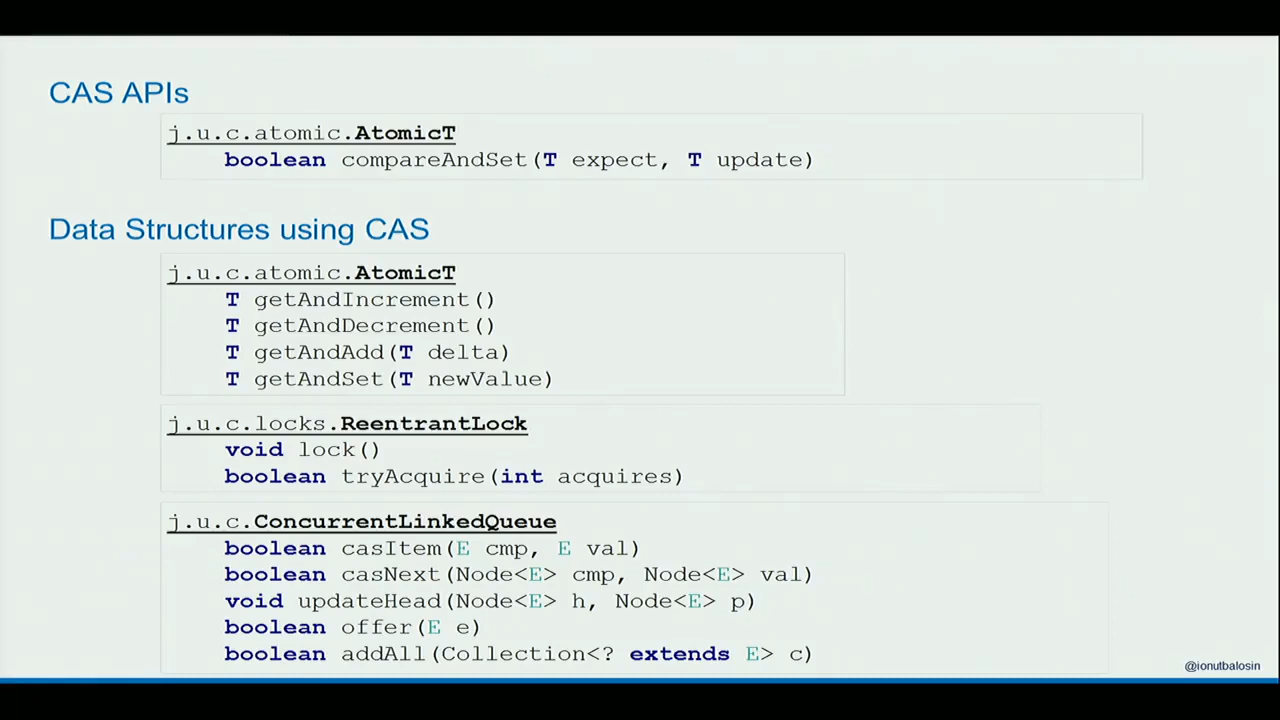 CAS APIs
j.u.c.atomic.AtomicT
boolean compareAndSet(T expect, T update)
Data Structures using CAS
j.u.c.atomic.AtomicT
T getAndIncrement()
T getAndDecrement()
T getAndAdd(T delta)
T getAndSet(T newValue)
j.u.c.locks.ReentrantLock
void lock()
boolean tryAcquire(int acquires)
j.u.c.ConcurrentLinkedQueue
boolean casItem(E cmp, E val)
boolean casNext(Node<E> cmp, Node<E> val)
void updateHead(Node<E> h, Node<E> p)
boolean offer(E e)
boolean addAll(Collection<? extends E> c)
@ionutbalosin